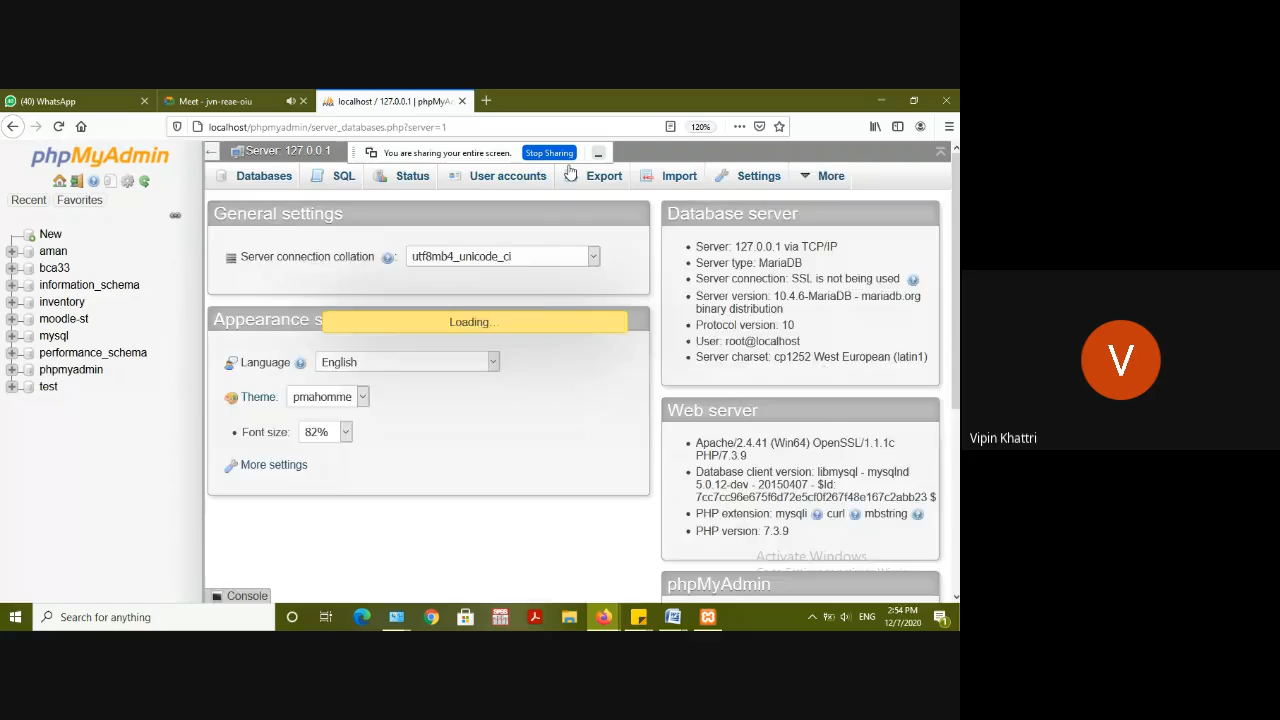 (40) WhatsApp
Meet - jvn-reae-oiu
localhost / 127.0.0.1 | phpMyA
localhost/phpmyadmin/server_databases.php?server=1
120%
phpMyAdmin
Recent
Favorites
New
aman
bca33
information_schema
inventory
moodle-st
mysql
performance_schema
phpmyadmin
test
Server: 127.0.0.1
You are sharing your entire screen.
Stop Sharing
Databases
SQL
Status
User accounts
Export
Import
Settings
More
General settings
Server connection collation
:
utf8mb4_unicode_ci
Appearance s
Loading...
Language
English
Theme:
pmahomme
Font size:
82%
More settings
Database server
Server: 127.0.0.1 via TCP/IP
Server type: MariaDB
Server connection: SSL is not being used
Server version: 10.4.6-MariaDB - mariadb.org
binary distribution
Protocol version: 10
User: root@localhost
Server charset: cp1252 West European (latin1)
Web server
Apache/2.4.41 (Win64) OpenSSL/1.1.1c
PHP/7.3.9
Database client version: libmysql - mysqlnd
5.0.12-dev - 20150407 - $Id:
7cc7cc96e675f6d72e5cf0f267f48e167c2abb23 $
PHP extension: mysqli curl mbstring
PHP version: 7.3.9
Activate Windows
phpMyAdmin
Console
Search for anything
ENG
2:54 PM
12/7/2020
V
Vipin Khattri